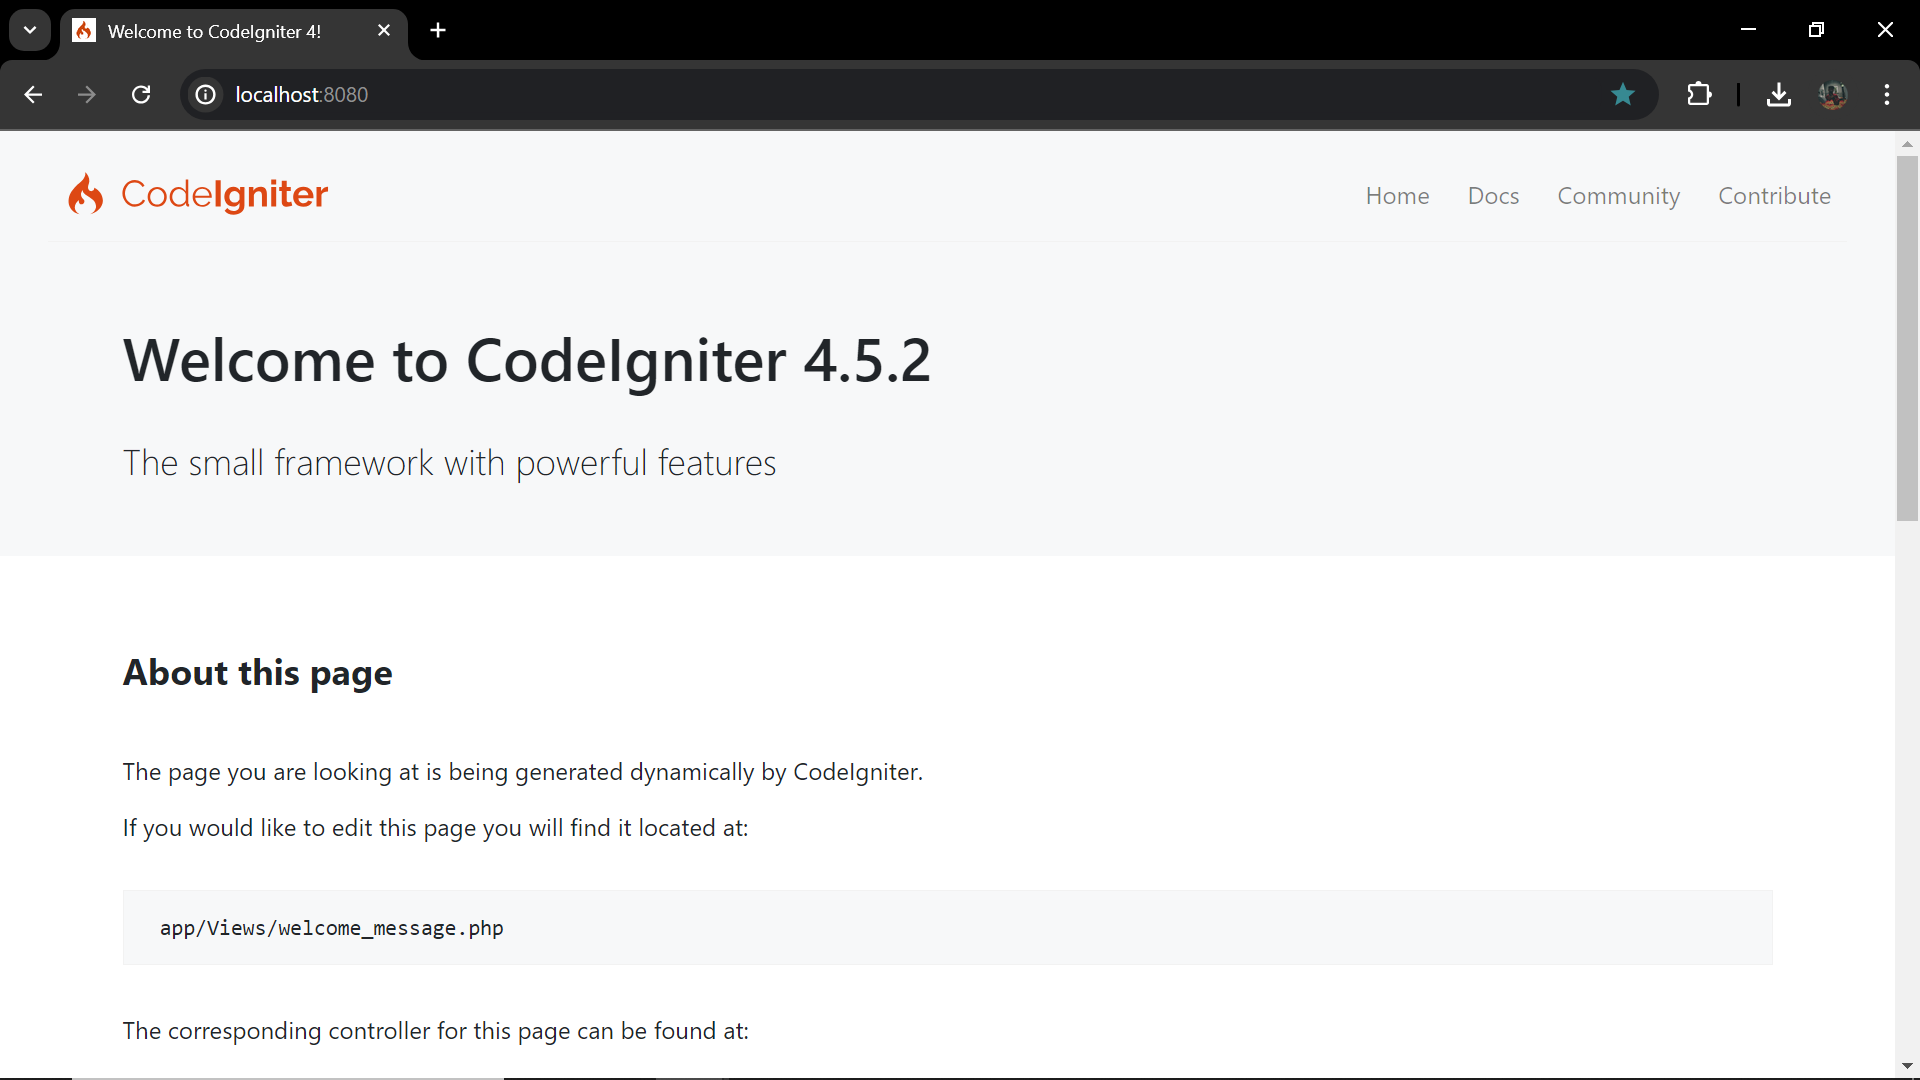 Welcome to CodeIgniter 4!
localhost:8080
CodeIgniter
Home Docs Community Contribute
Welcome to CodeIgniter 4.5.2
The small framework with powerful features
About this page
The page you are looking at is being generated dynamically by CodeIgniter.
If you would like to edit this page you will find it located at:
app/Views/welcome_message.php
The corresponding controller for this page can be found at: